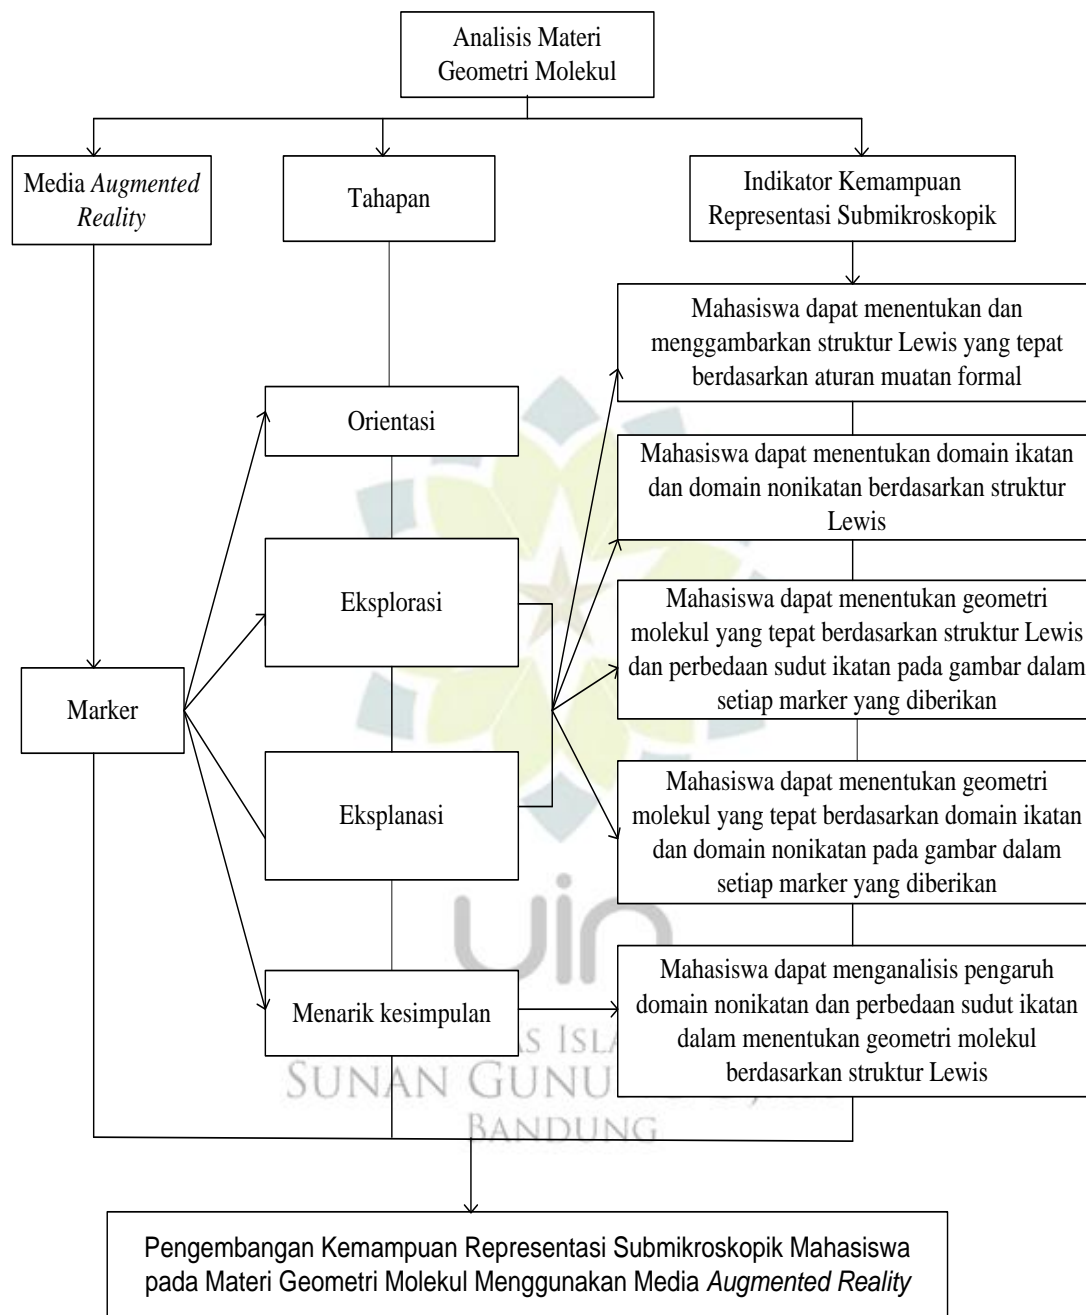 Analisis Materi
Geometri Molekul
Media Augmented
Reality
Tahapan
Indikator Kemampuan
Representasi Submikroskopik
Mahasiswa dapat menentukan dan
menggambarkan struktur Lewis yang tepat
berdasarkan aturan muatan formal
Orientasi
Mahasiswa dapat menentukan domain ikatan
dan domain nonikatan berdasarkan struktur
Lewis
Eksplorasi
Mahasiswa dapat menentukan geometri
molekul yang tepat berdasarkan struktur Lewis
dan perbedaan sudut ikatan pada gambar dalam
setiap marker yang diberikan
Marker
Eksplanasi
Mahasiswa dapat menentukan geometri
molekul yang tepat berdasarkan domain ikatan
dan domain nonikatan pada gambar dalam
setiap marker yang diberikan
uin
Menarik kesimpulan
Mahasiswa dapat menganalisis pengaruh
domain nonikatan dan perbedaan sudut ikatan
dalam menentukan geometri molekul
berdasarkan struktur Lewis
SUNAN
BANDUNG
Pengembangan Kemampuan Representasi Submikroskopik Mahasiswa
pada Materi Geometri Molekul Menggunakan Media Augmented Reality